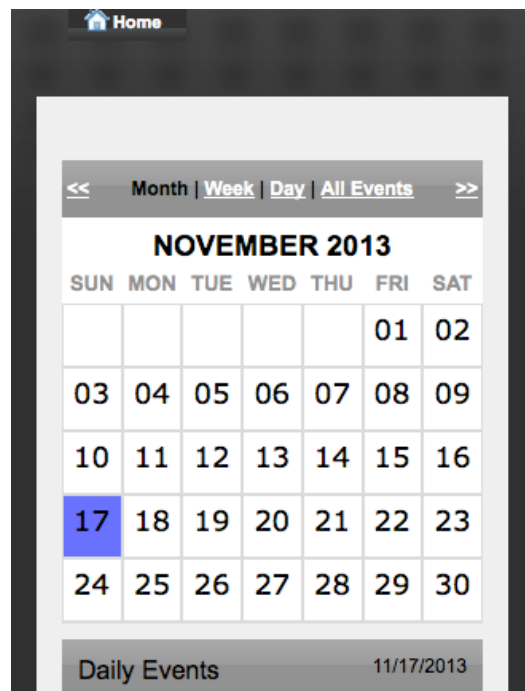 Home
<< Month | Week | Day | All Events >>
NOVEMBER 2013
SUN MON TUE WED THU FRI SAT
01 02
03 04 05 06 07 08 09
10 11 12 13 14 15 16
17 18 19 20 21 22 23
24 25 26 27 28 29 30
Daily Events 11/17/2013